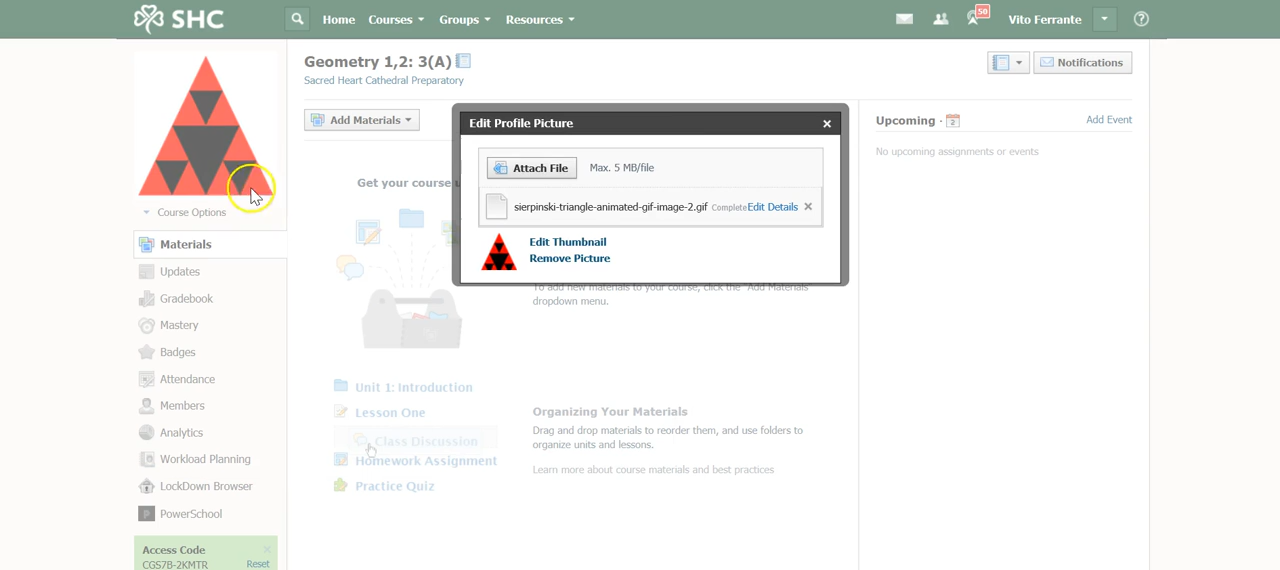 SHC
Home
Courses
Groups
Resources
50
Vito Ferrante
?
Geometry 1,2: 3(A)
Sacred Heart Cathedral Preparatory
Notifications
Add Materials
Edit Profile Picture
×
Attach File
Max. 5 MB/file
sierpinski-triangle-animated-gif-image-2.gif Complete Edit Details ×
Edit Thumbnail
Remove Picture
Upcoming · 2
Add Event
No upcoming assignments or events
Course Options
Materials
Updates
Gradebook
Mastery
Badges
Attendance
Members
Analytics
Workload Planning
LockDown Browser
P PowerSchool
Access Code ×
CGS7B-2KMTR Reset
Get your course u
To add new materials to your course, click the "Add Materials"
dropdown menu.
Unit 1: Introduction
Lesson One
Class Discussion
Homework Assignment
Practice Quiz
Organizing Your Materials
Drag and drop materials to reorder them, and use folders to
organize units and lessons.
Learn more about course materials and best practices